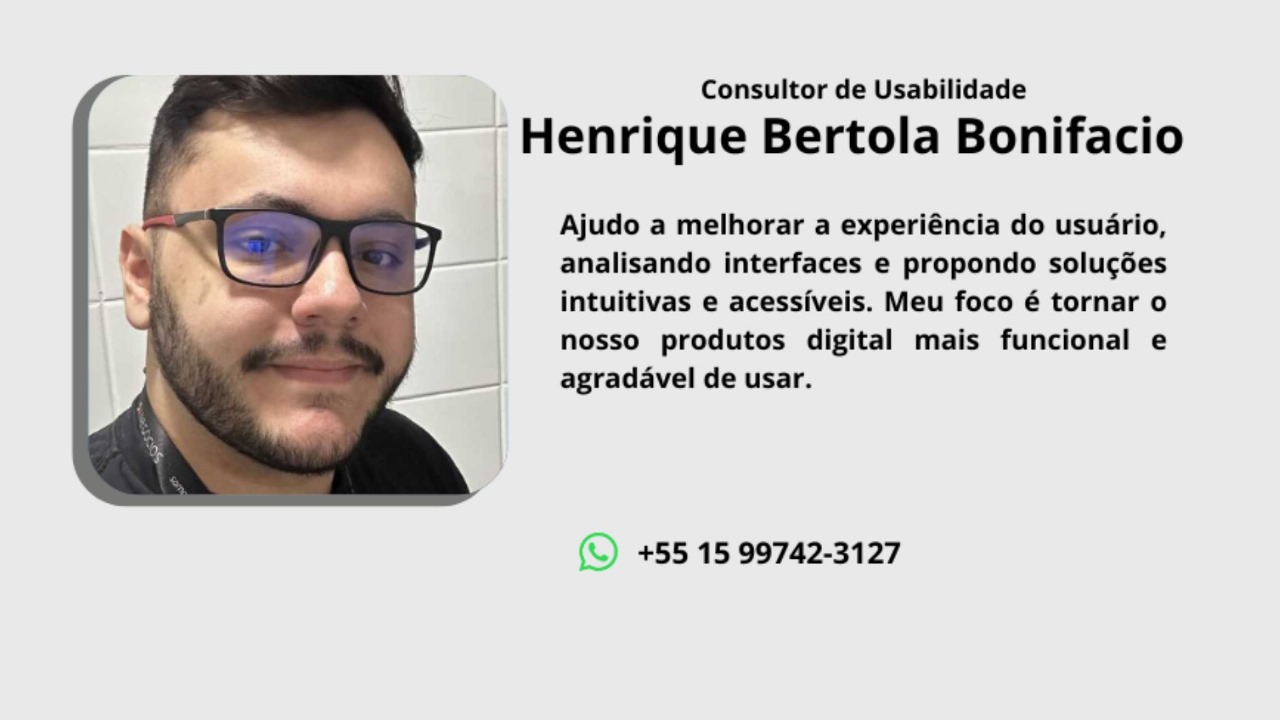 Consultor de Usabilidade
Henrique Bertola Bonifacio
Ajudo a melhorar a experiência do usuário,
analisando interfaces e propondo soluções
intuitivas e acessíveis. Meu foco é tornar o
nosso produtos digital mais funcional e
agradável de usar.
+55 15 99742-3127